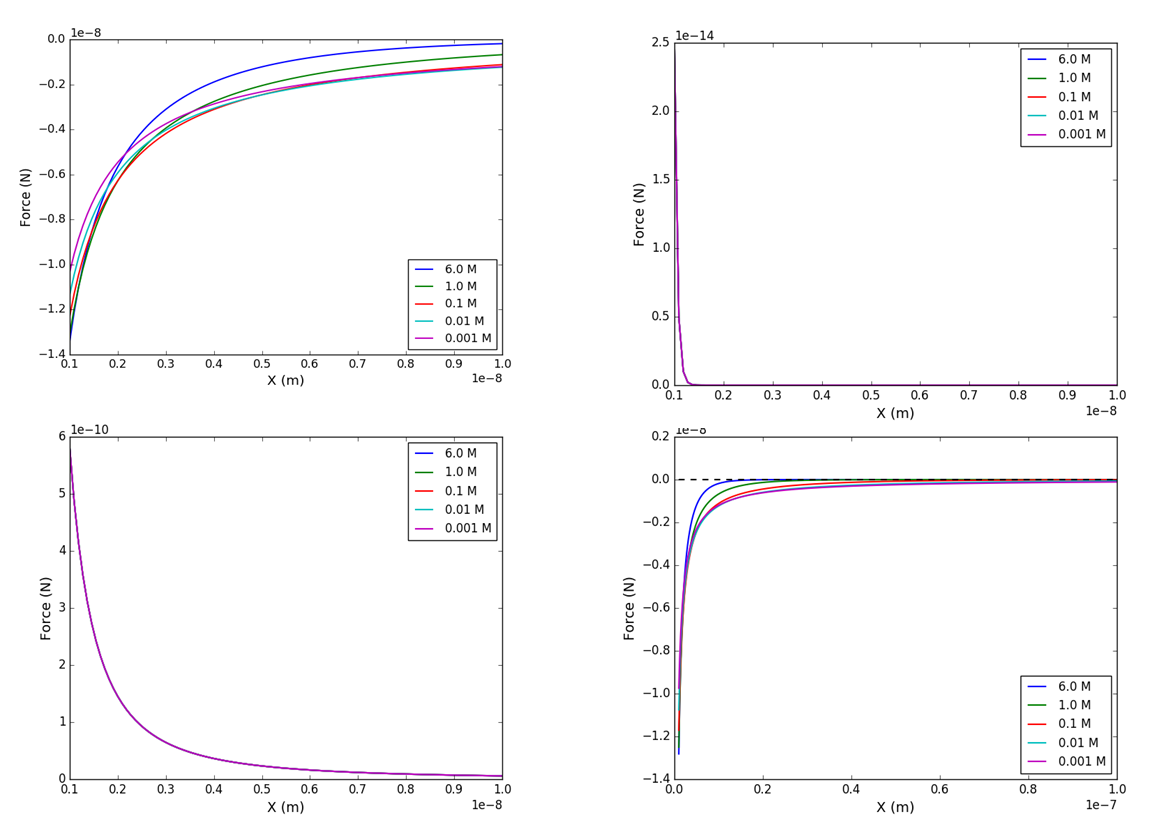 1e−8
0.0
−0.2
−0.4
−0.6
−0.8
−1.0
−1.2
−1.4
Force (N)
6.0 M
1.0 M
0.1 M
0.01 M
0.001 M
0.1 0.2 0.3 0.4 0.5 0.6 0.7 0.8 0.9 1.0
X (m)
1e−8
1e−14
2.5
2.0
1.5
1.0
0.5
0.0
Force (N)
6.0 M
1.0 M
0.1 M
0.01 M
0.001 M
0.1 0.2 0.3 0.4 0.5 0.6 0.7 0.8 0.9 1.0
X (m)
1e−8
1e−10
6
5
4
3
2
1
0
Force (N)
6.0 M
1.0 M
0.1 M
0.01 M
0.001 M
0.1 0.2 0.3 0.4 0.5 0.6 0.7 0.8 0.9 1.0
X (m)
1e−8
1e−8
0.2
0.0
−0.2
−0.4
−0.6
−0.8
−1.0
−1.2
−1.4
Force (N)
6.0 M
1.0 M
0.1 M
0.01 M
0.001 M
0.0 0.2 0.4 0.6 0.8 1.0
X (m)
1e−7